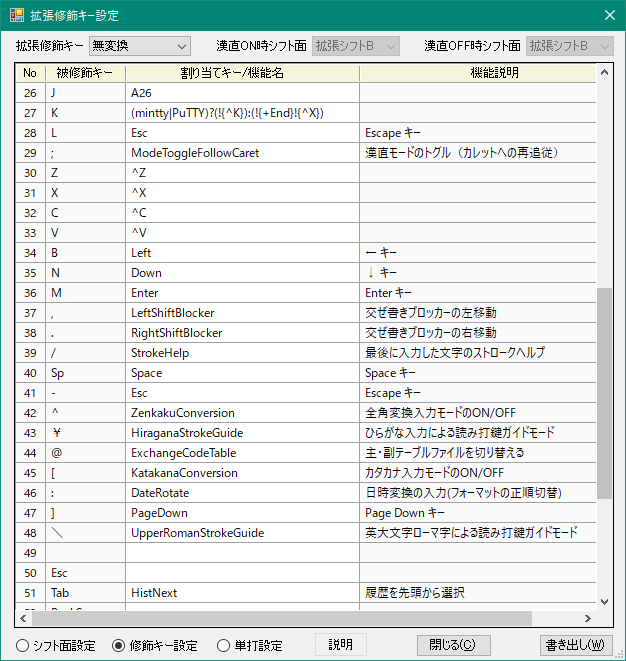 拡張修飾キー設定
拡張修飾キー 無変換 漢直ON時シフト面 拡張シフトB 漢直OFF時シフト面 拡張シフトB
No 被修飾キー 割り当てキー/機能名 機能説明
26 J A26
27 K (mintty|PuTTY)?(!{^K}):(!{+End}!{^X})
28 L Esc Escape キー
29 ; ModeToggleFollowCaret 漢直モードのトグル（カレットへの再追従）
30 Z ^Z
31 X ^X
32 C ^C
33 V ^V
34 B Left ← キー
35 N Down ↓ キー
36 M Enter Enter キー
37 , LeftShiftBlocker 交ぜ書きブロッカーの左移動
38 . RightShiftBlocker 交ぜ書きブロッカーの右移動
39 / StrokeHelp 最後に入力した文字のストロークヘルプ
40 Sp Space Space キー
41 - Esc Escape キー
42 ^ ZenkakuConversion 全角変換入力モードのON/OFF
43 ￥ HiraganaStrokeGuide ひらがな入力による読み打鍵ガイドモード
44 @ ExchangeCodeTable 主・副テーブルファイルを切り替える
45 [ KatakanaConversion カタカナ入力モードのON/OFF
46 : DateRotate 日時変換の入力(フォーマットの正順切替)
47 ] PageDown Page Down キー
48 ＼ UpperRomanStrokeGuide 英大文字ローマ字による読み打鍵ガイドモード
49
50 Esc
51 Tab HistNext 履歴を先頭から選択
シフト面設定 修飾キー設定 単打設定 説明 閉じる(C) 書き出し(W)